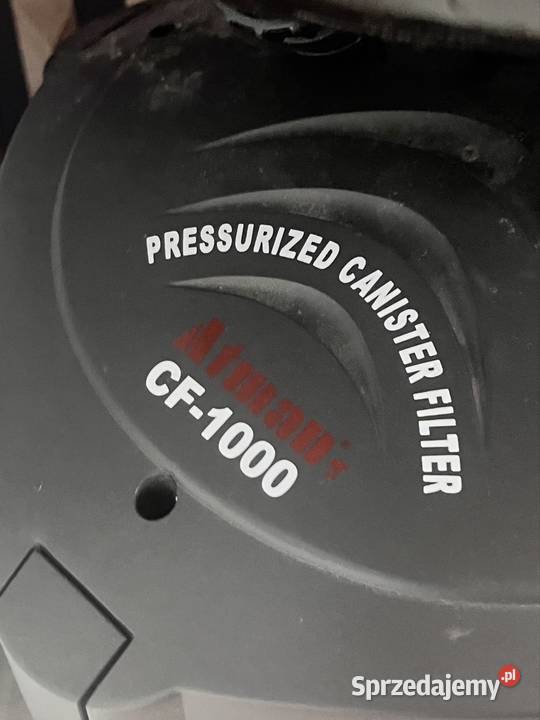 PRESSURIZED CANISTER FILTER
Atman
CF-1000
Sprzedajemy.pl